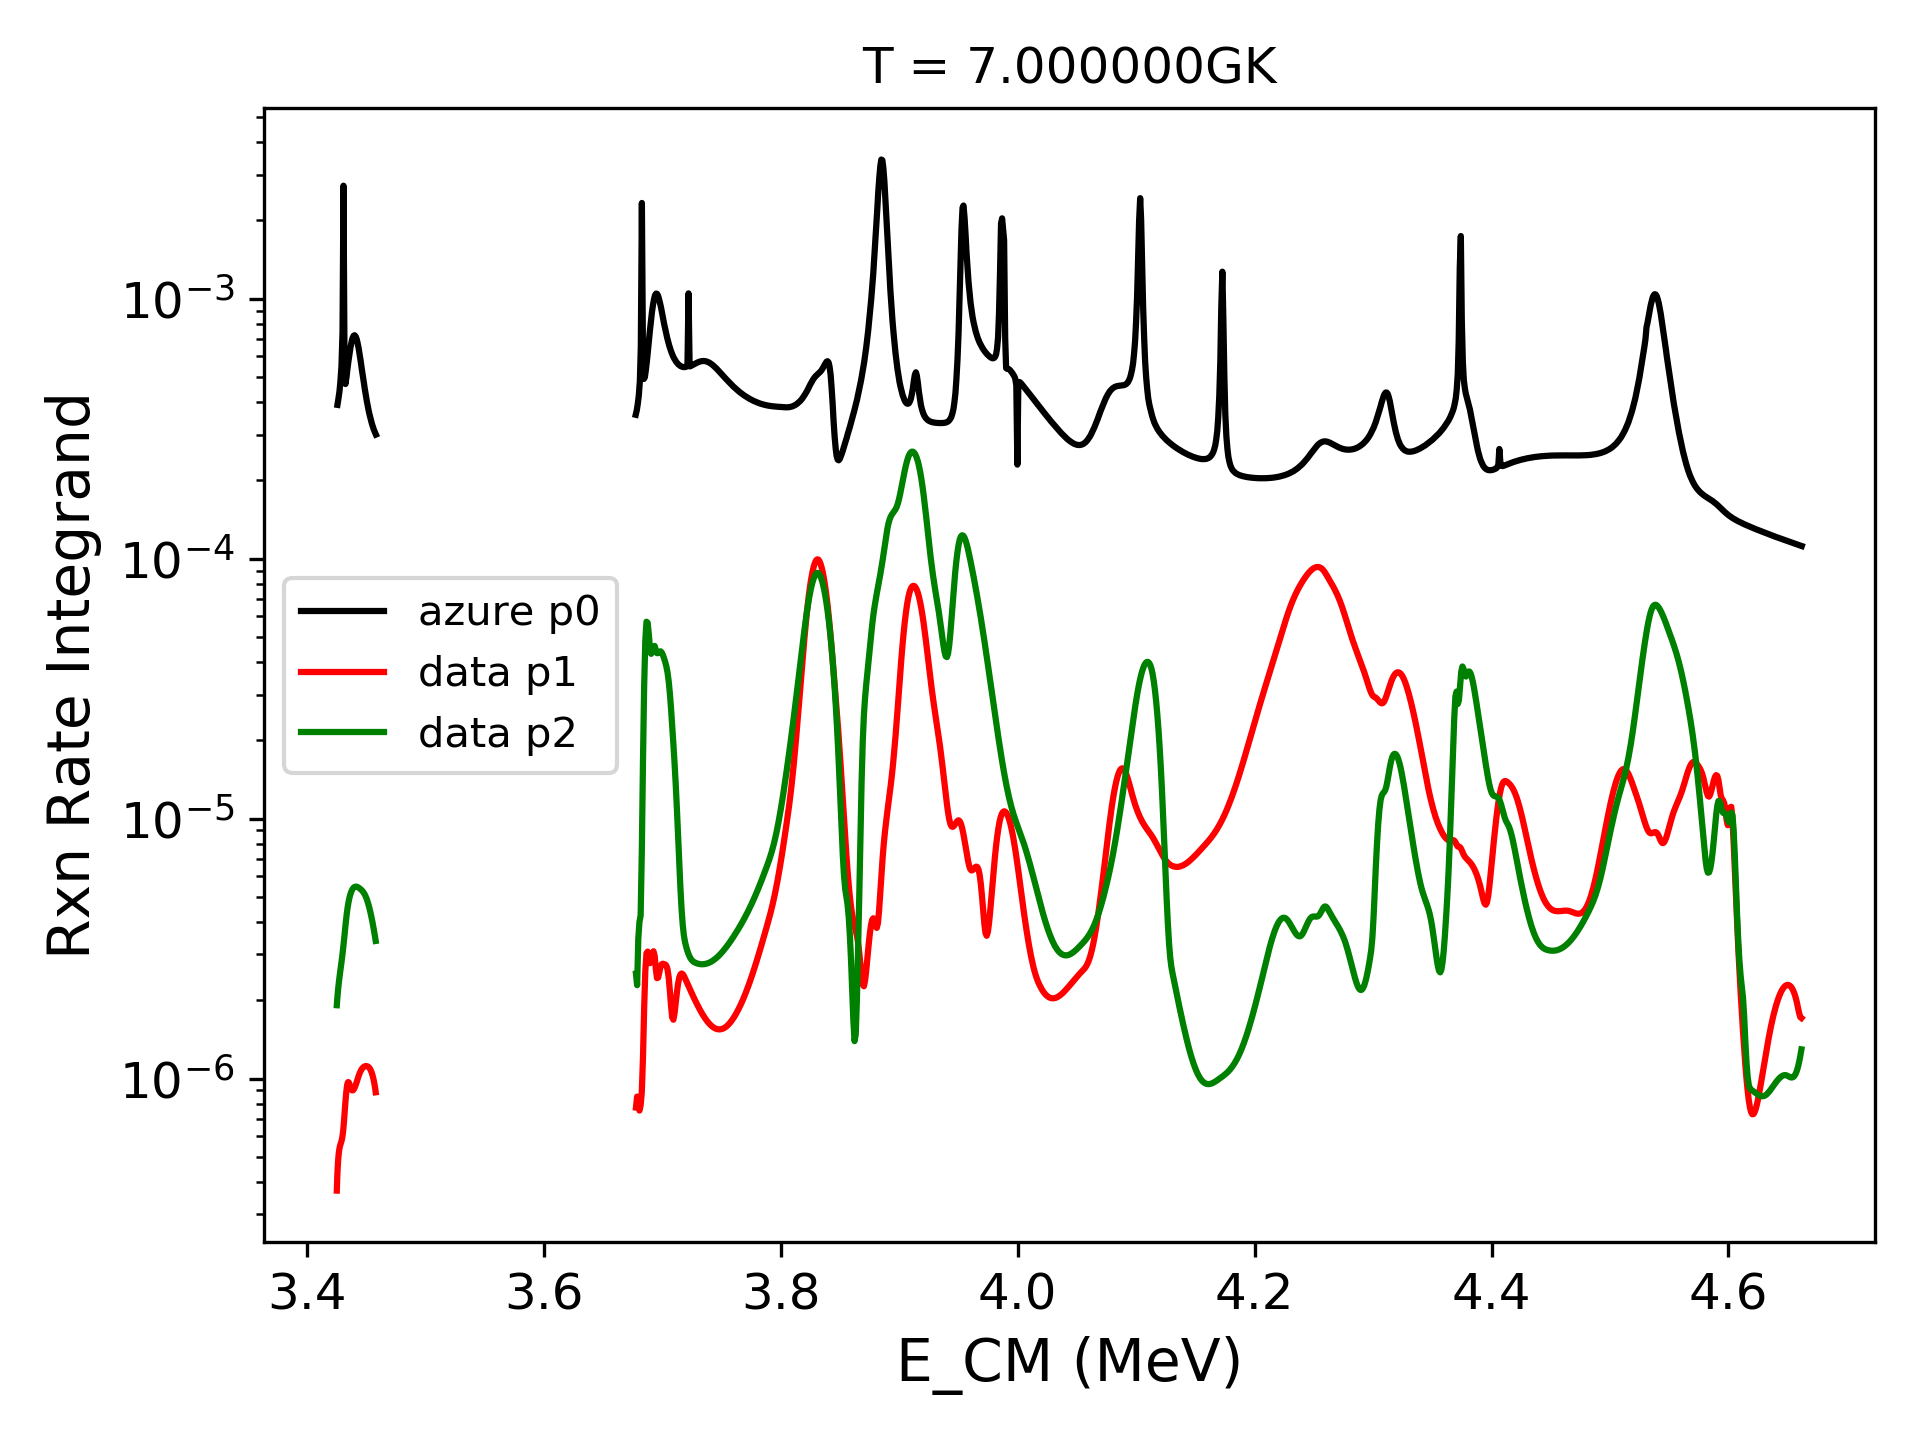 T = 7.000000GK
Rxn Rate Integrand
10⁻³
10⁻⁴
10⁻⁵
10⁻⁶
azure p0
data p1
data p2
3.4 3.6 3.8 4.0 4.2 4.4 4.6
E_CM (MeV)